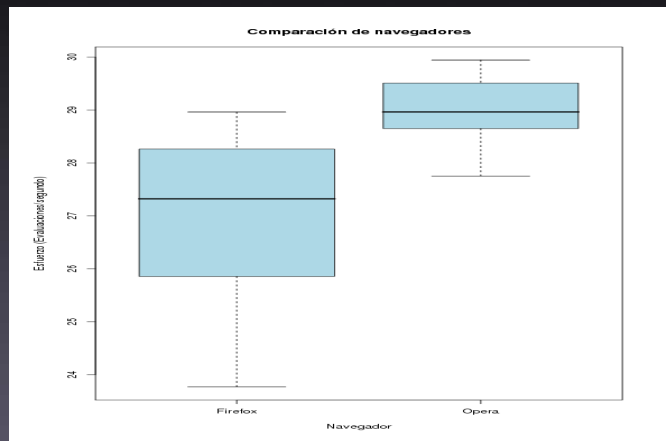 Comparación de navegadores
Esfuerzo (Evaluaciones/segundo)
30
29
28
27
26
25
24
Firefox
Opera
Navegador